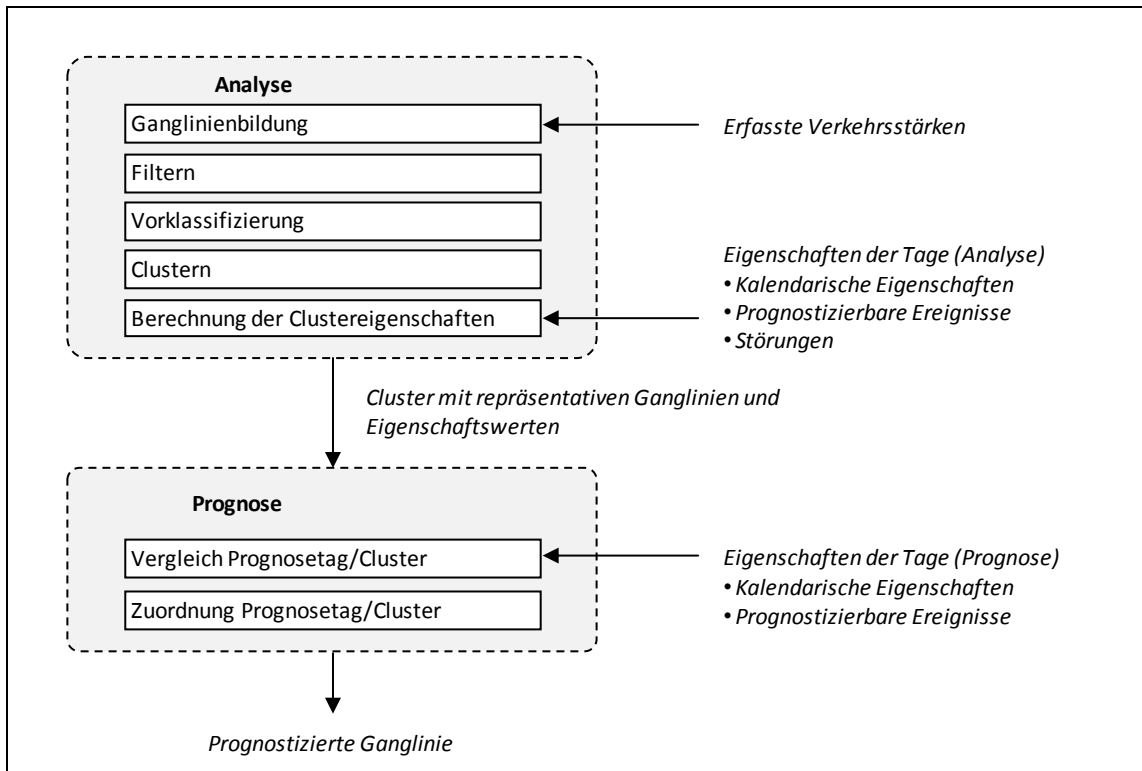 Analyse
Ganglinienbildung
Erfasste Verkehrsstärken
Filtern
Vorklassifizierung
Clustern
Berechnung der Clustereigenschaften
Eigenschaften der Tage (Analyse)
• Kalendarische Eigenschaften
• Prognostizierbare Ereignisse
• Störungen
Cluster mit repräsentativen Ganglinien und
Eigenschaftswerten
Prognose
Vergleich Prognosetag/Cluster
Zuordnung Prognosetag/Cluster
Eigenschaften der Tage (Prognose)
• Kalendarische Eigenschaften
• Prognostizierbare Ereignisse
Prognostizierte Ganglinie